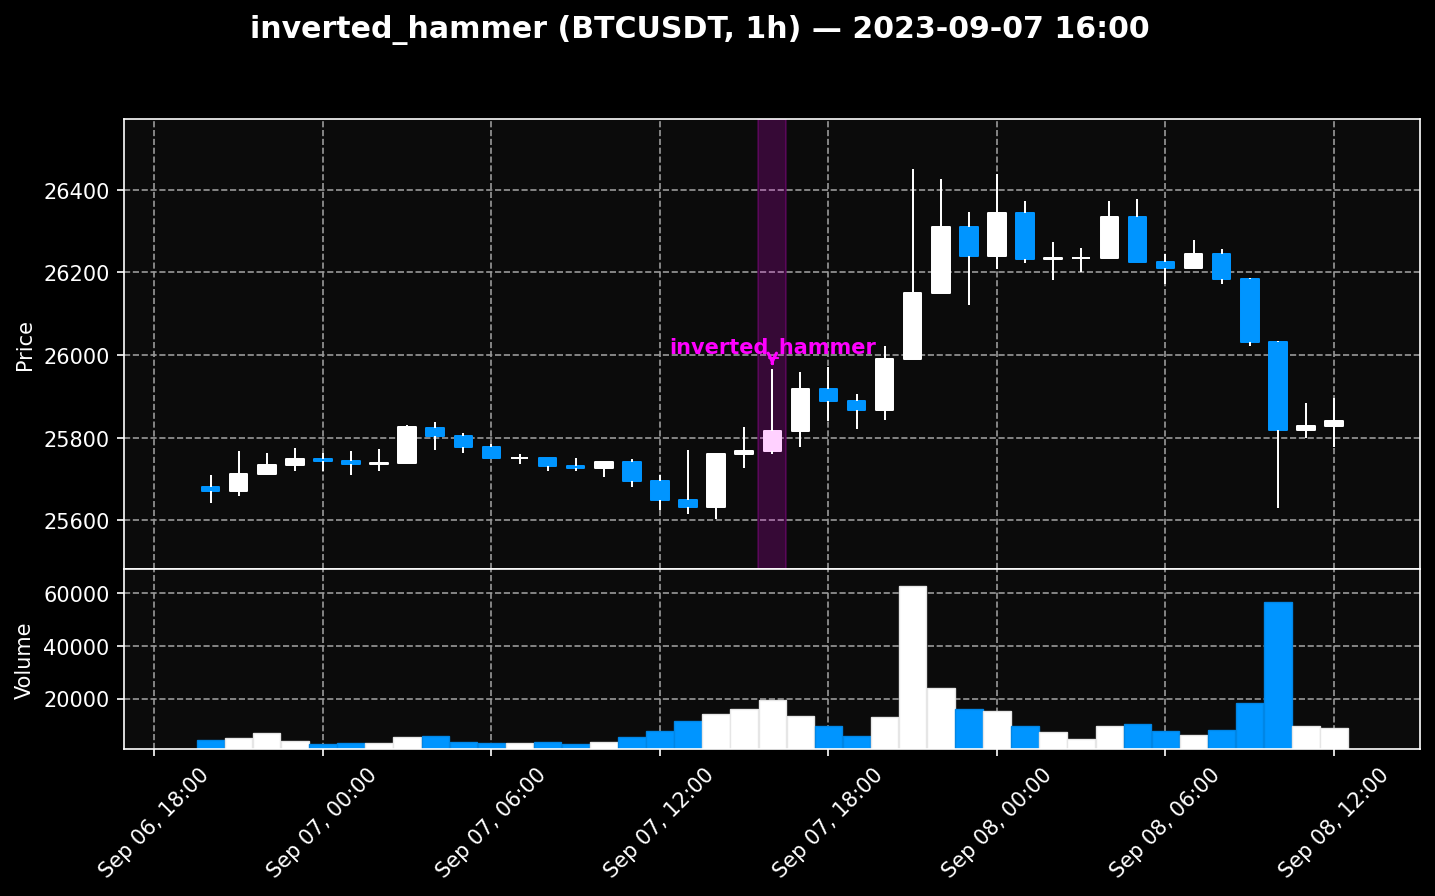 inverted_hammer (BTCUSDT, 1h) — 2023-09-07 16:00
Price
26400
26200
26000
25800
25600
inverted_hammer
Volume
60000
40000
20000
Sep 06, 18:00
Sep 07, 00:00
Sep 07, 06:00
Sep 07, 12:00
Sep 07, 18:00
Sep 08, 00:00
Sep 08, 06:00
Sep 08, 12:00